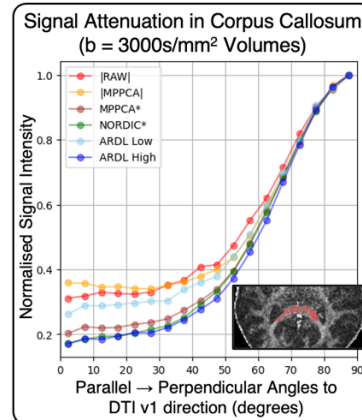 Signal Attenuation in Corpus Callosum
(b = 3000s/mm² Volumes)
1.0
0.8
0.6
0.4
0.2
Normalised Signal Intensity
|RAW|
|MPPCA|
MPPCA*
NORDIC*
ARDL Low
ARDL High
0 10 20 30 40 50 60 70 80 90
Parallel → Perpendicular Angles to
DTI v1 direction (degrees)